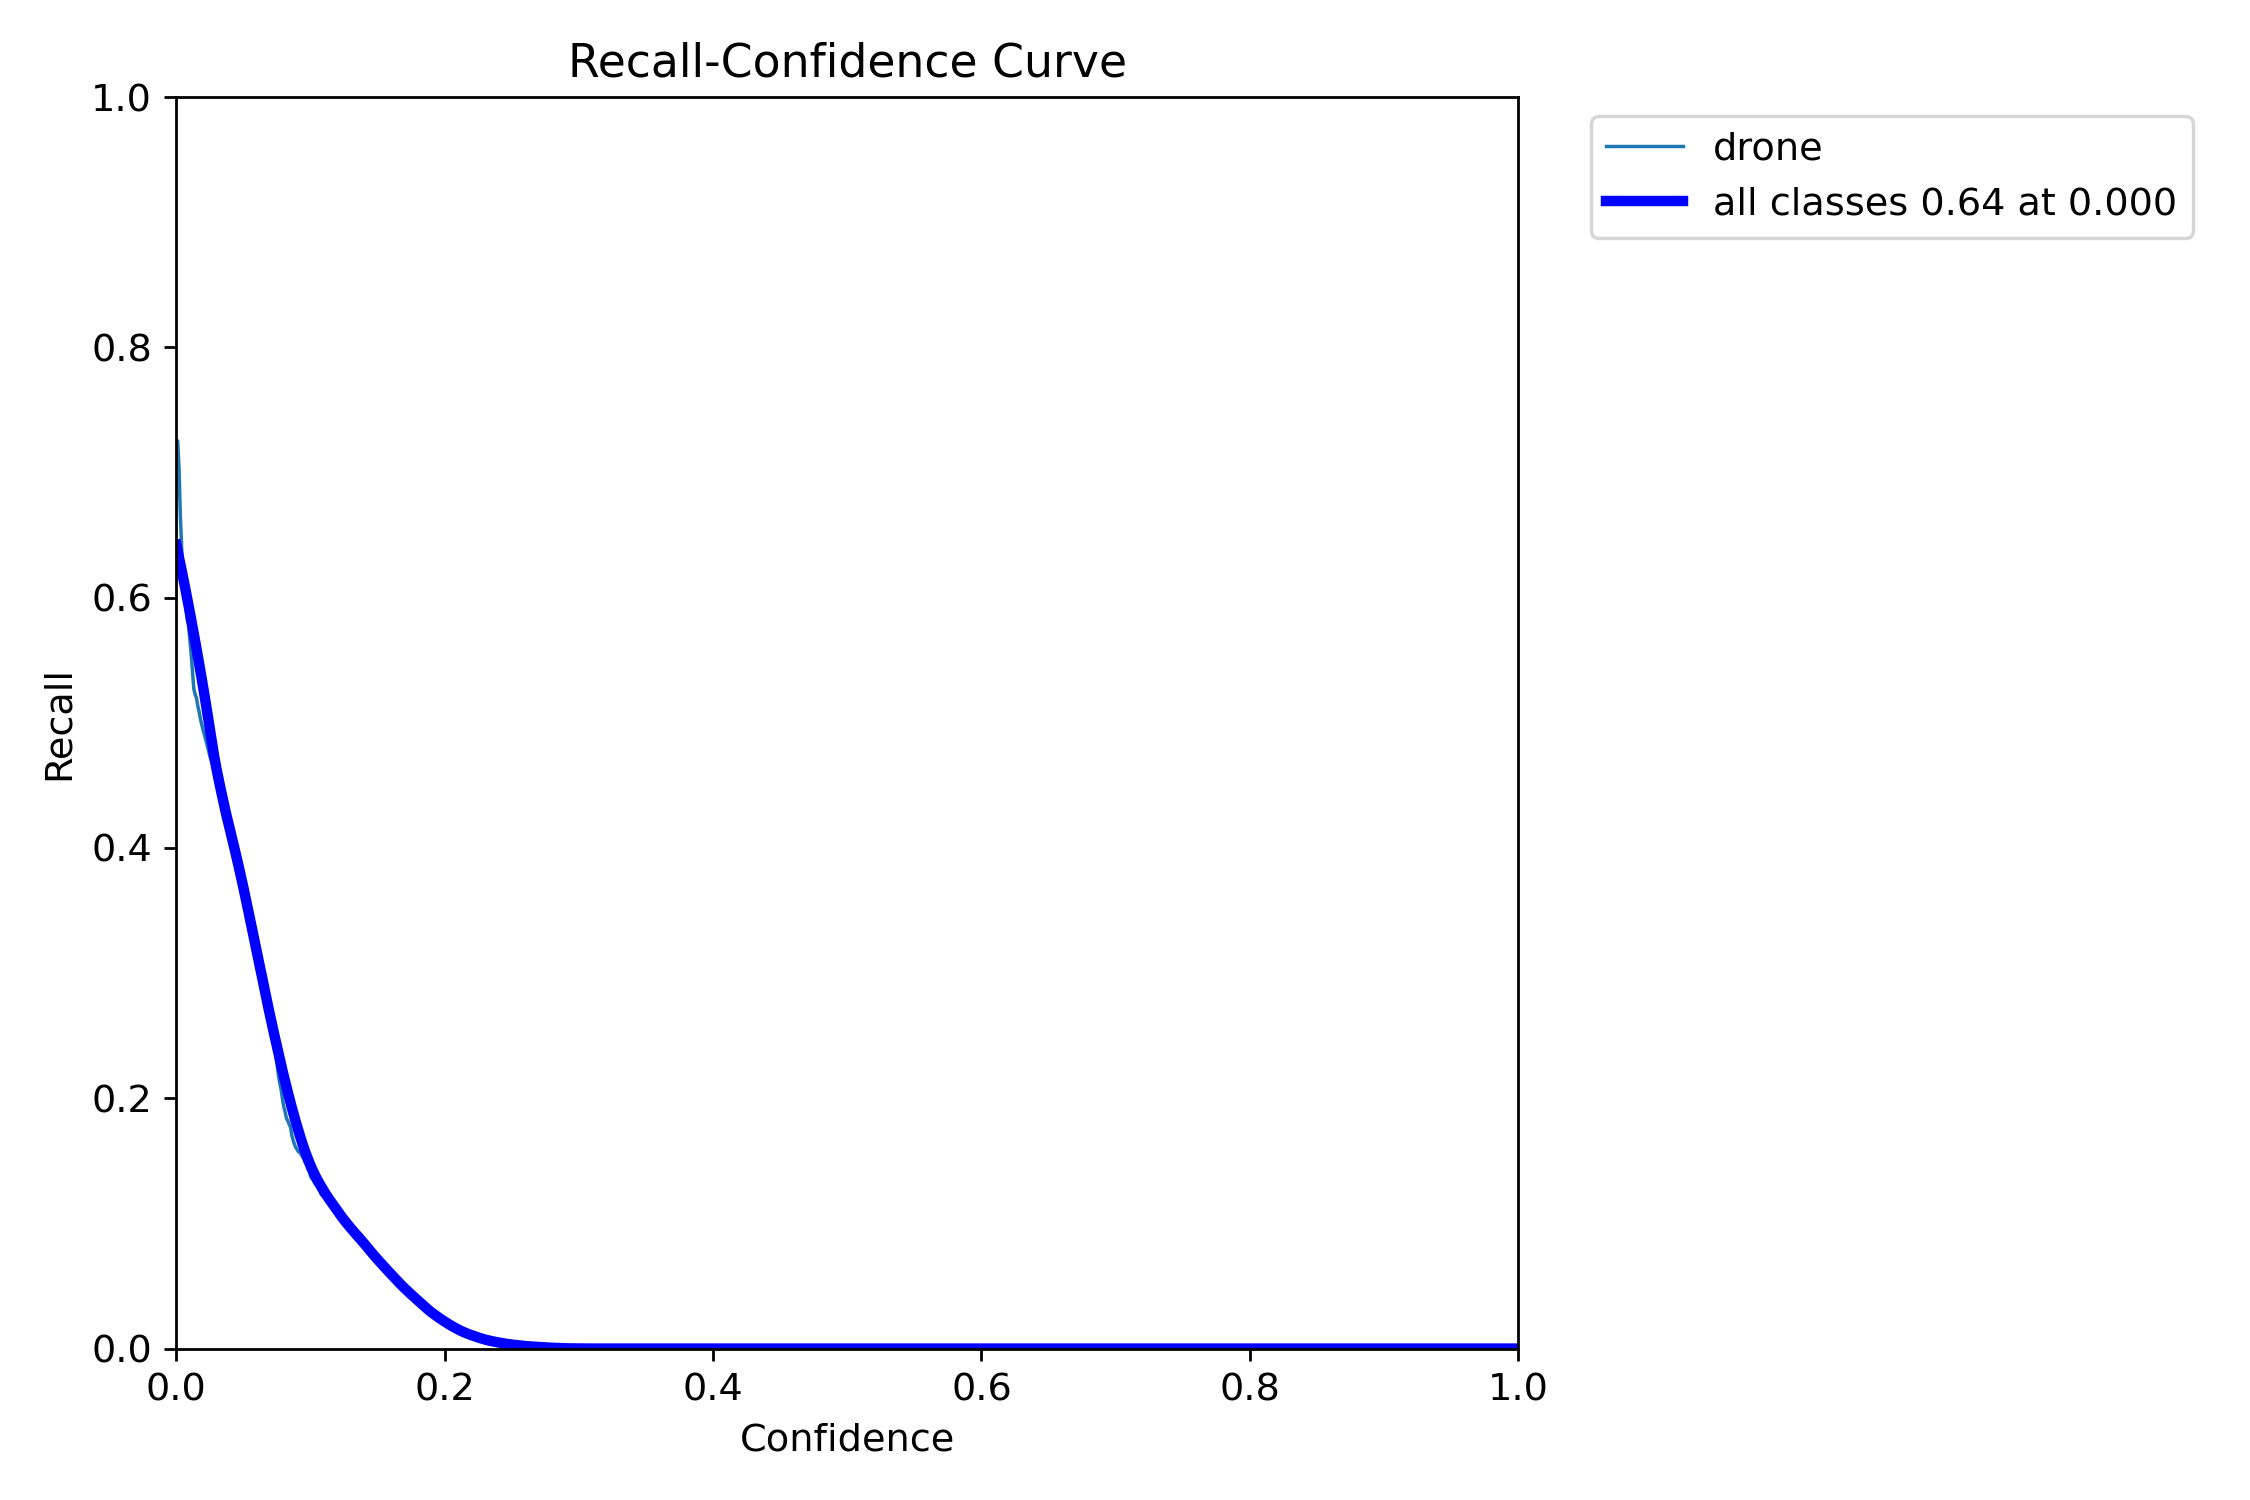 Recall-Confidence Curve
1.0
0.8
0.6
0.4
0.2
0.0
Recall
0.0 0.2 0.4 0.6 0.8 1.0
Confidence
drone
all classes 0.64 at 0.000